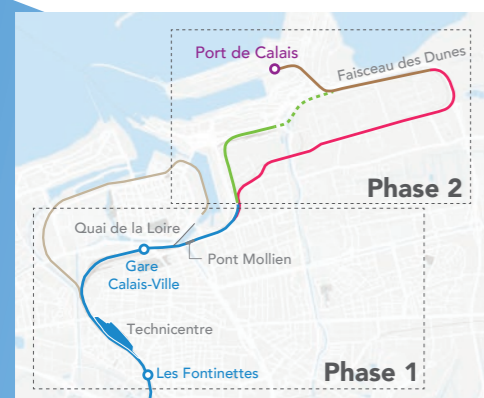 Port de Calais
Faisceau des Dunes
Phase 2
Quai de la Loire
Pont Mollien
Gare
Calais-Ville
Technicentre
Les Fontinettes
Phase 1